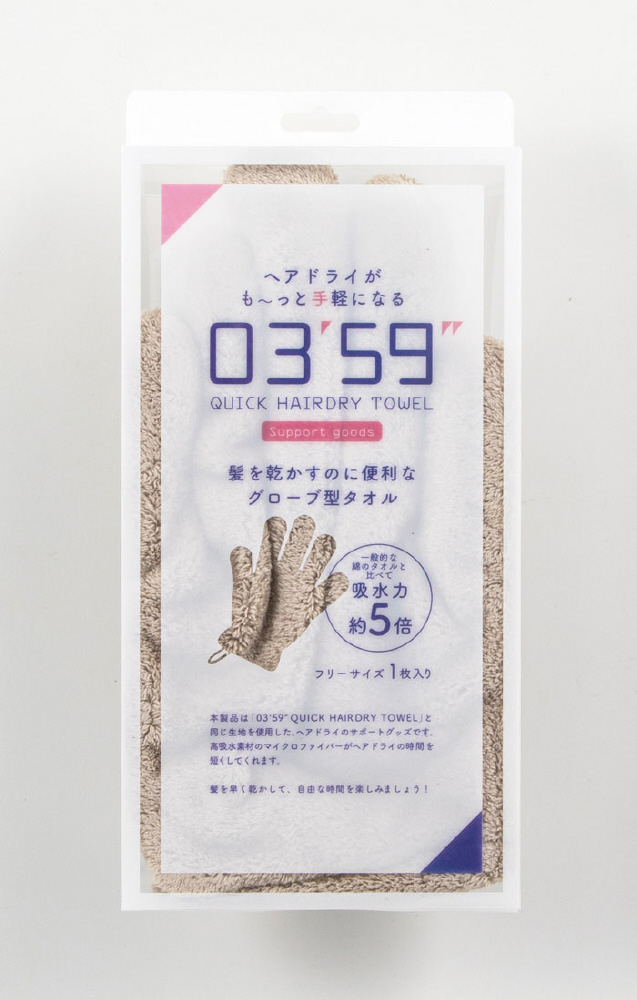 ヘアドライが
も〜っと手軽になる
03'59"
QUICK HAIRDRY TOWEL
Support goods
髪を乾かすのに便利な
グローブ型タオル
一般的な
綿のタオルと
比べて
吸水力
約5倍
フリーサイズ1枚入り
本製品は「03'59" QUICK HAIRDRY TOWEL」と
同じ生地を使用した、ヘアドライのサポートグッズです。
高吸水素材のマイクロファイバーがヘアドライの時間を
短くしてくれます。
髪を早く乾かして、自由な時間を楽しみましょう！